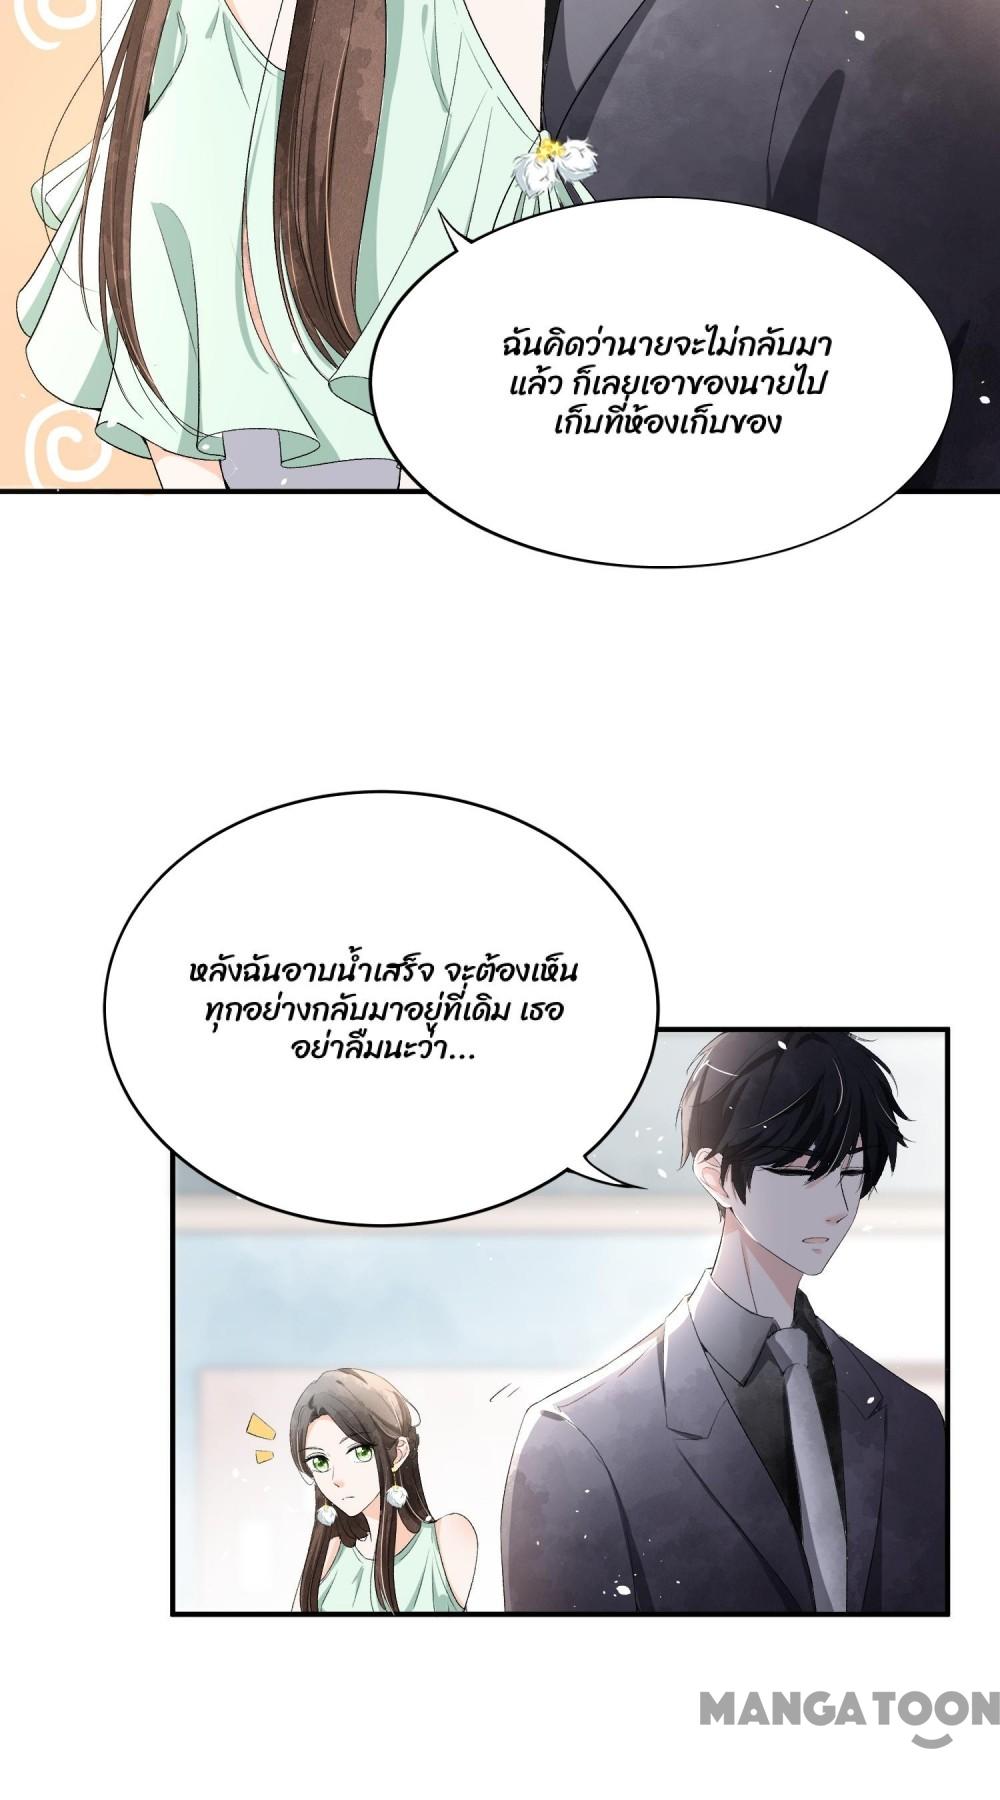 ฉันคิดว่านายจะไม่กลับมา
แล้ว ก็เลยเอาของนายไป
เก็บที่ห้องเก็บของ
หลังฉันอาบน้ำเสร็จ จะต้องเห็น
ทุกอย่างกลับมาอยู่ที่เดิม เธอ
อย่าลืมนะว่า...
MANGATOON